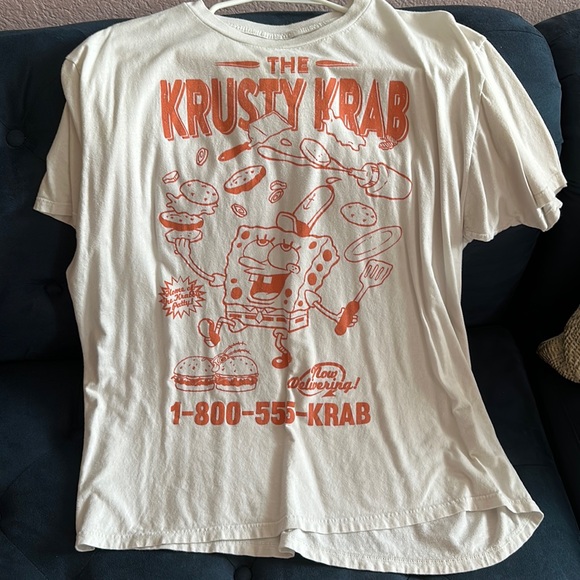 THE
KRUSTY KRAB
Home of
the Krabby
Patty!
Now
Delivering!
1-800-555-KRAB